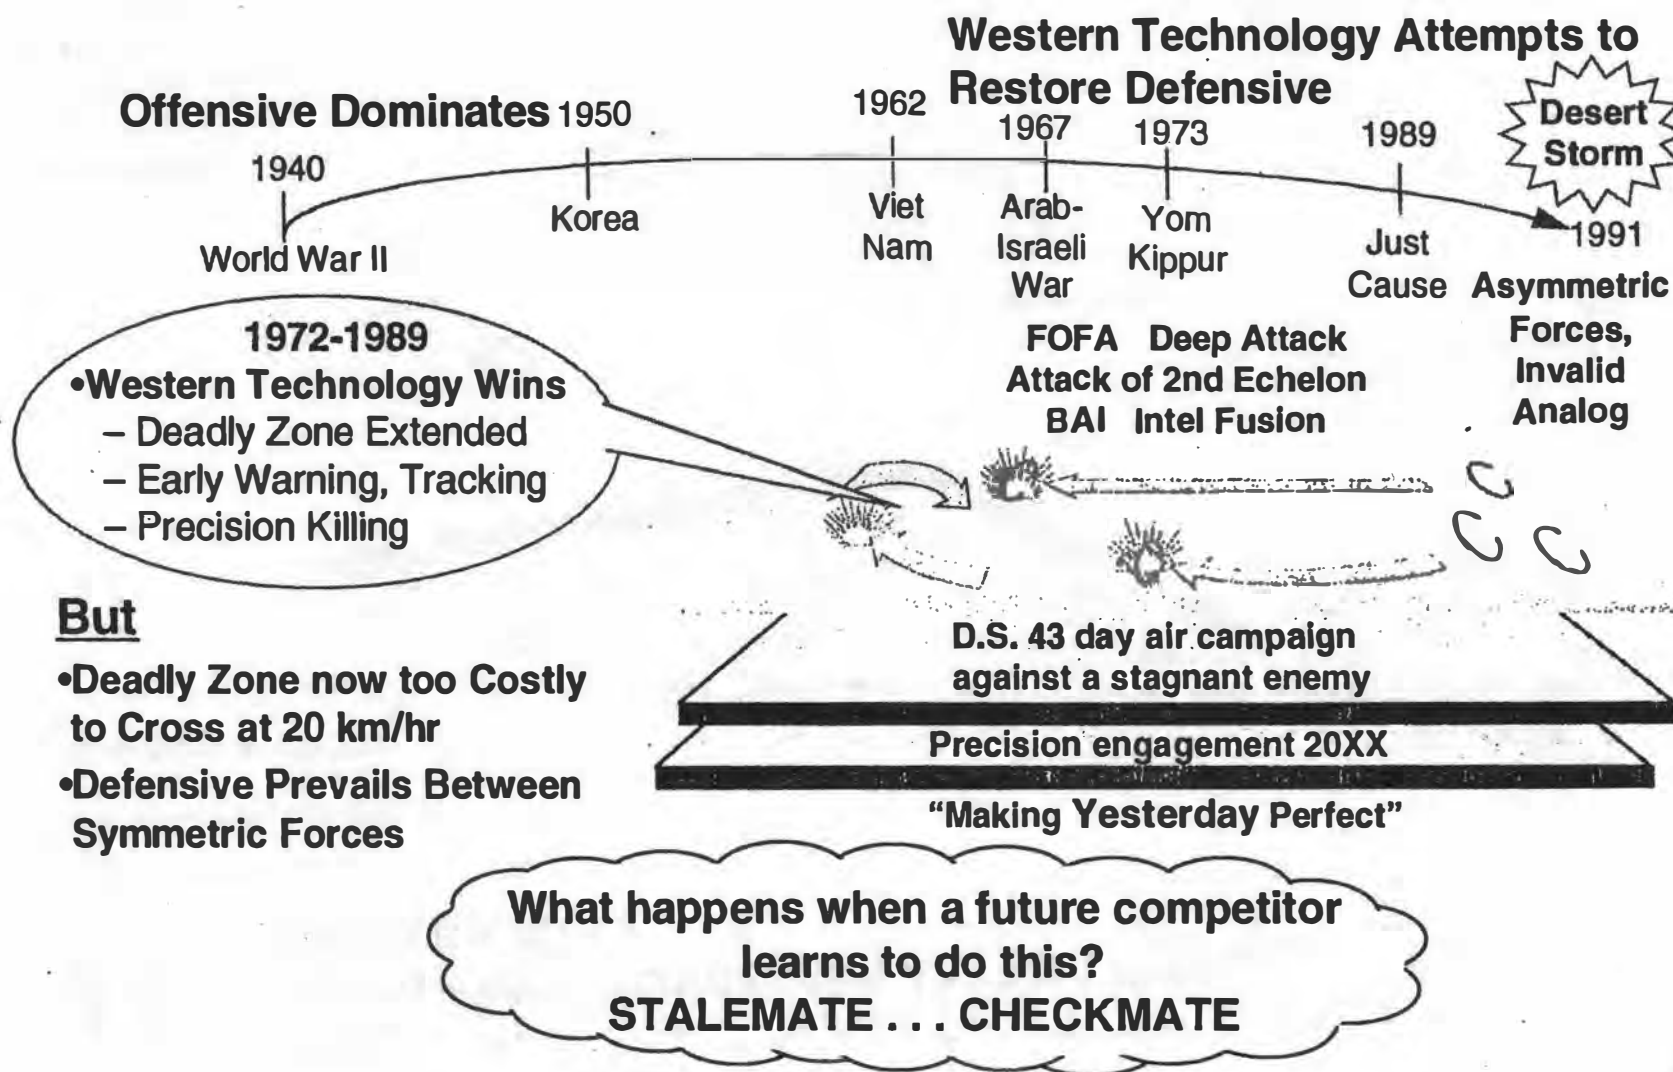 Western Technology Attempts to
Restore Defensive
Offensive Dominates
1940
1950
1962
1967
1973
1989
Desert
Storm
1991
World War II
Korea
Viet
Nam
Arab-
Israeli
War
Yom
Kippur
Just
Cause
Asymmetric
Forces,
Invalid
Analog
1972-1989
•Western Technology Wins
– Deadly Zone Extended
– Early Warning, Tracking
– Precision Killing
FOFA Deep Attack
Attack of 2nd Echelon
BAI Intel Fusion
But
•Deadly Zone now too Costly
to Cross at 20 km/hr
•Defensive Prevails Between
Symmetric Forces
D.S. 43 day air campaign
against a stagnant enemy
Precision engagement 20XX
“Making Yesterday Perfect”
What happens when a future competitor
learns to do this?
STALEMATE . . . CHECKMATE